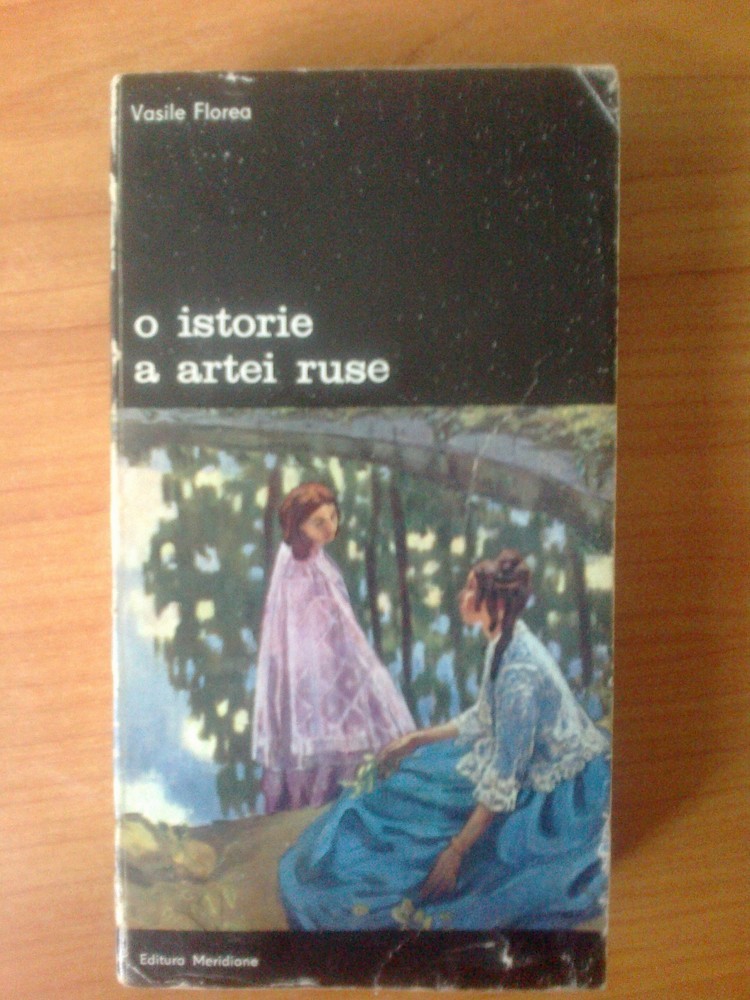 Vasile Florea
o istorie
a artei ruse
Editura Meridiane